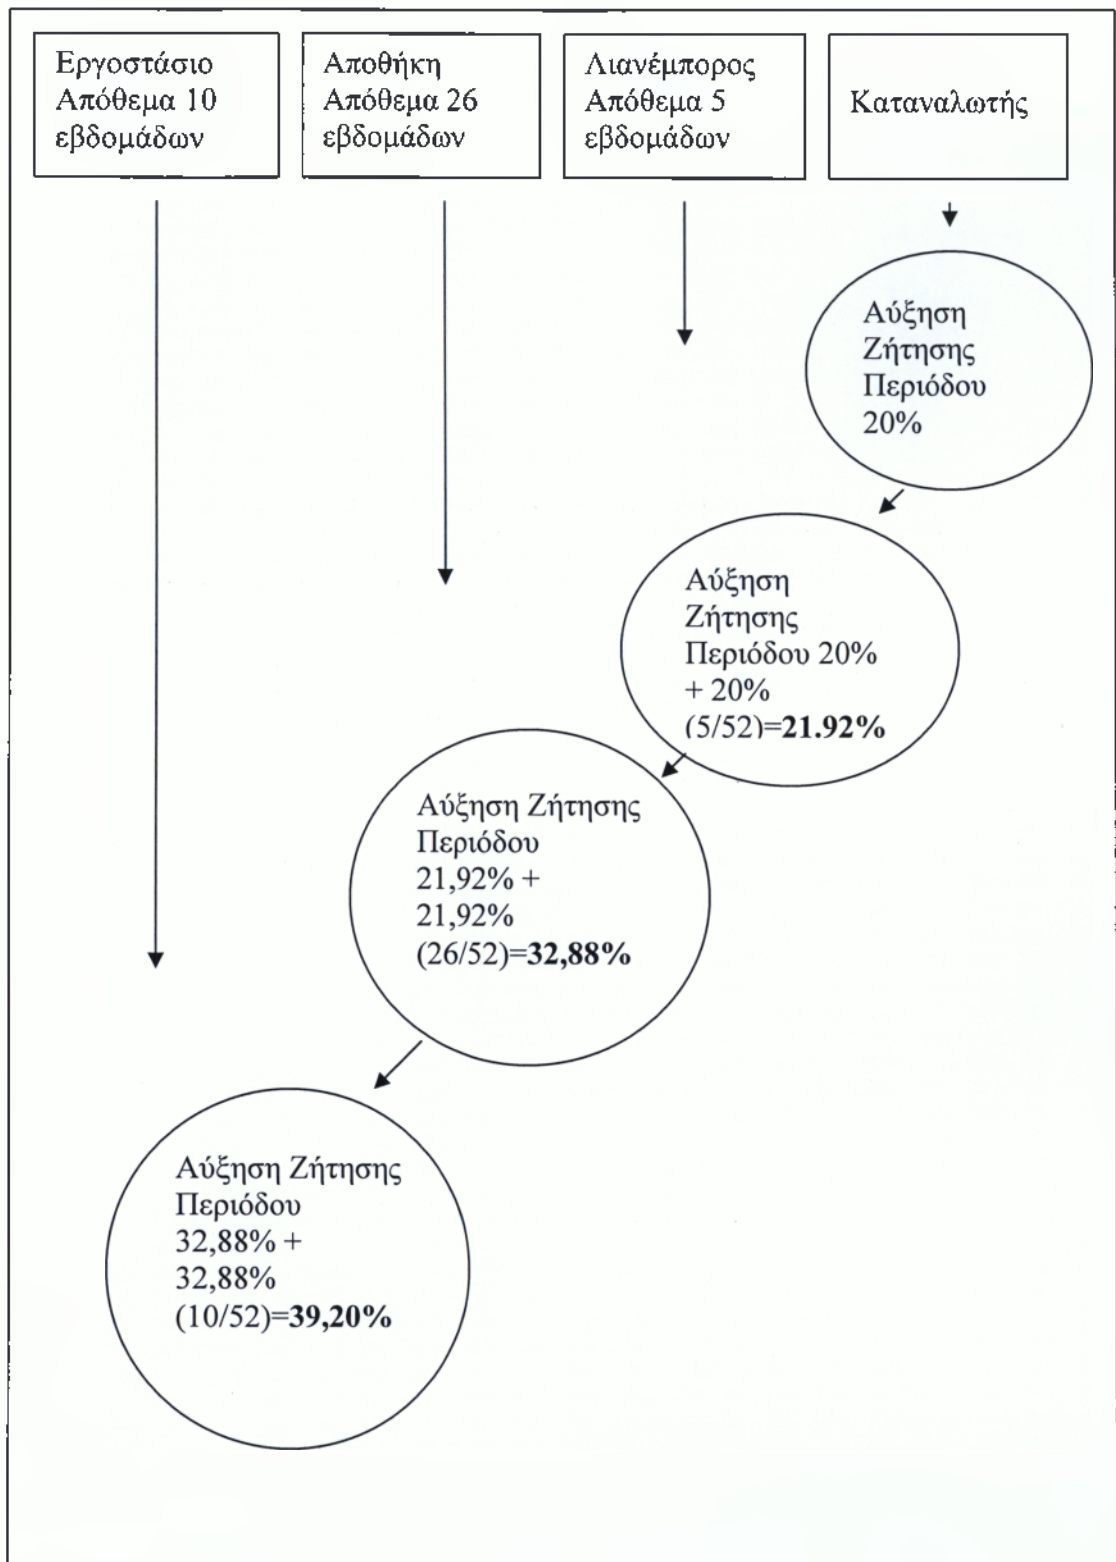 Εργοστάσιο
Απόθεμα 10
εβδομάδων
Αποθήκη
Απόθεμα 26
εβδομάδων
Λιανέμπορος
Απόθεμα 5
εβδομάδων
Καταναλωτής
Αύξηση
Ζήτησης
Περιόδου
20%
Αύξηση
Ζήτησης
Περιόδου 20%
+ 20%
(5/52)=21.92%
Αύξηση Ζήτησης
Περιόδου
21,92% +
21,92%
(26/52)=32,88%
Αύξηση Ζήτησης
Περιόδου
32,88% +
32,88%
(10/52)=39,20%